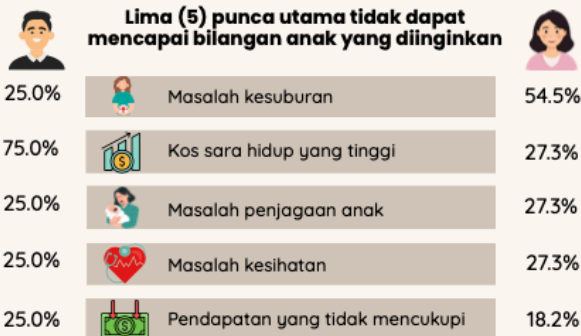 Lima (5) punca utama tidak dapat
mencapai bilangan anak yang diinginkan
25.0% Masalah kesuburan 54.5%
75.0% Kos sara hidup yang tinggi 27.3%
25.0% Masalah penjagaan anak 27.3%
25.0% Masalah kesihatan 27.3%
25.0% Pendapatan yang tidak mencukupi 18.2%